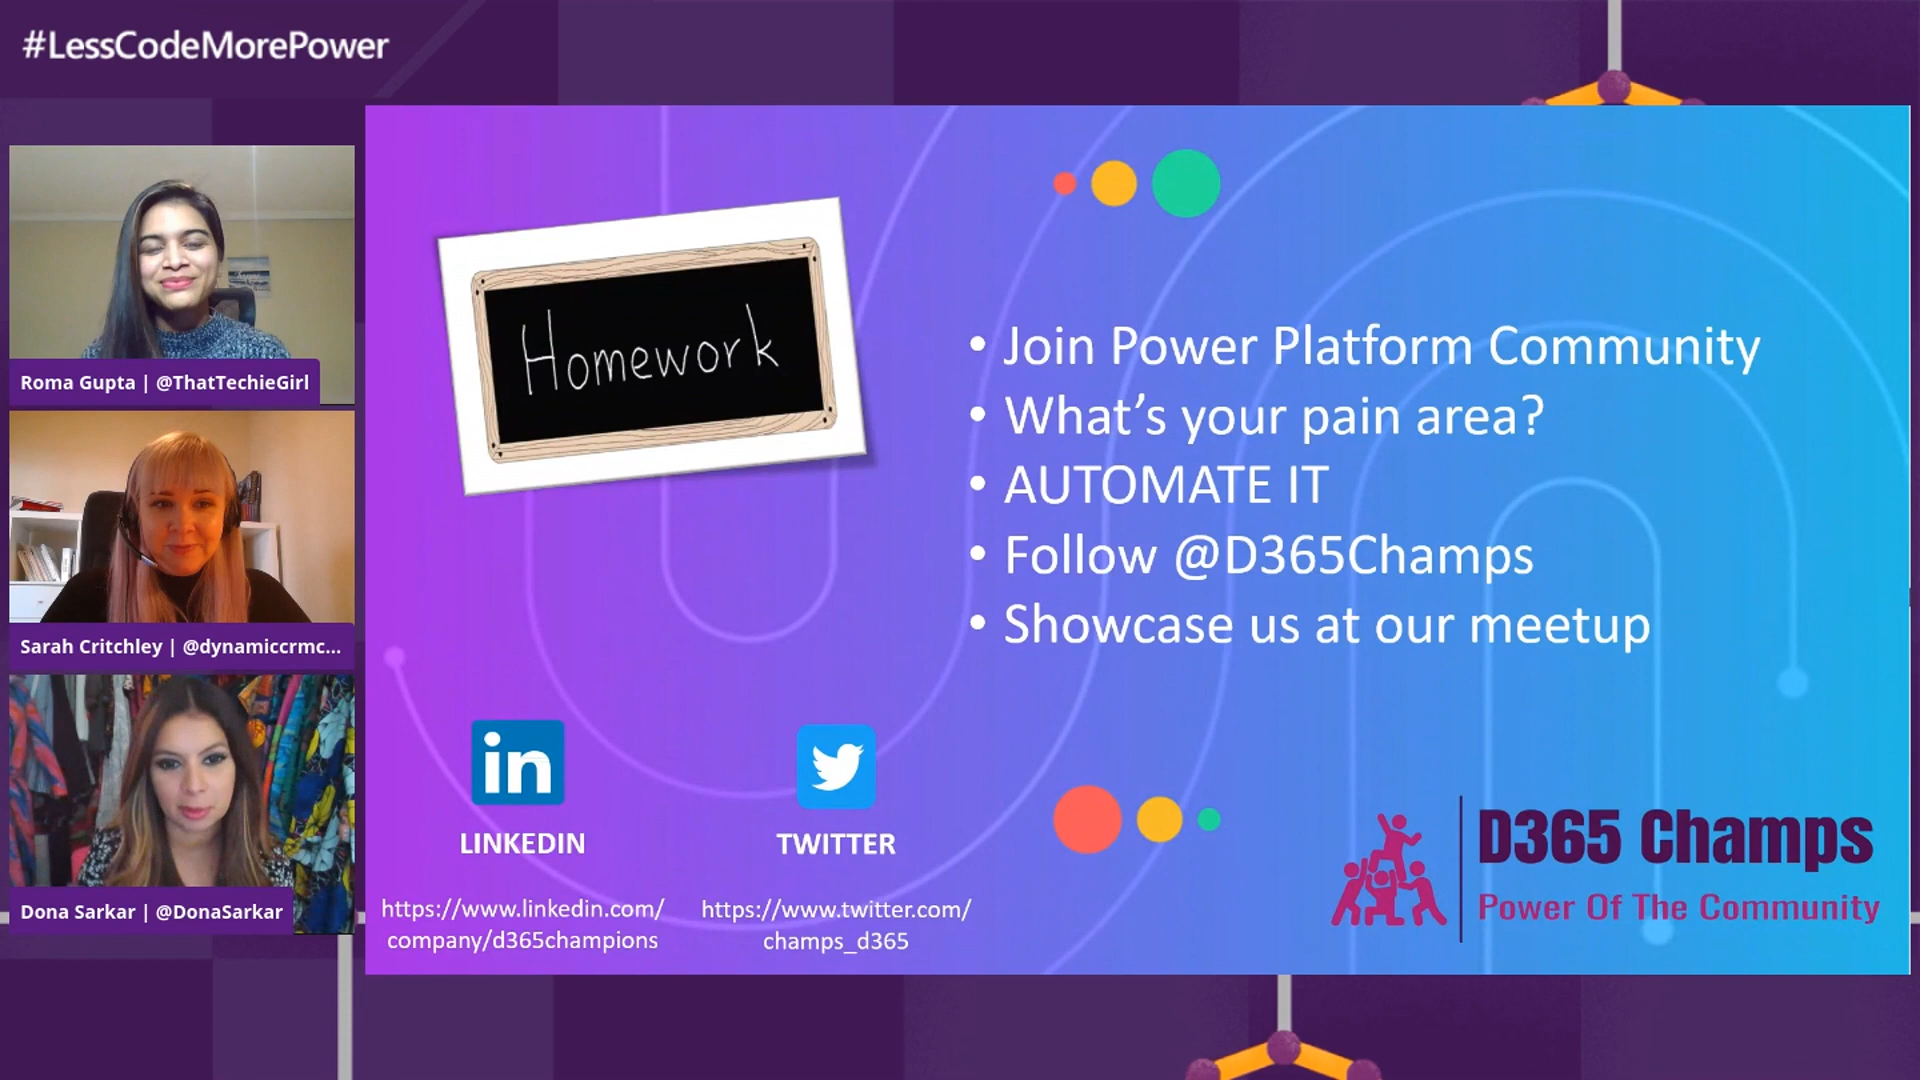 #LessCodeMorePower
Roma Gupta | @ThatTechieGirl
Sarah Critchley | @dynamiccrmc...
Dona Sarkar | @DonaSarkar
Homework
• Join Power Platform Community
• What’s your pain area?
• AUTOMATE IT
• Follow @D365Champs
• Showcase us at our meetup
LINKEDIN
https://www.linkedin.com/
company/d365champions
TWITTER
https://www.twitter.com/
champs_d365
in
D365 Champs
Power Of The Community